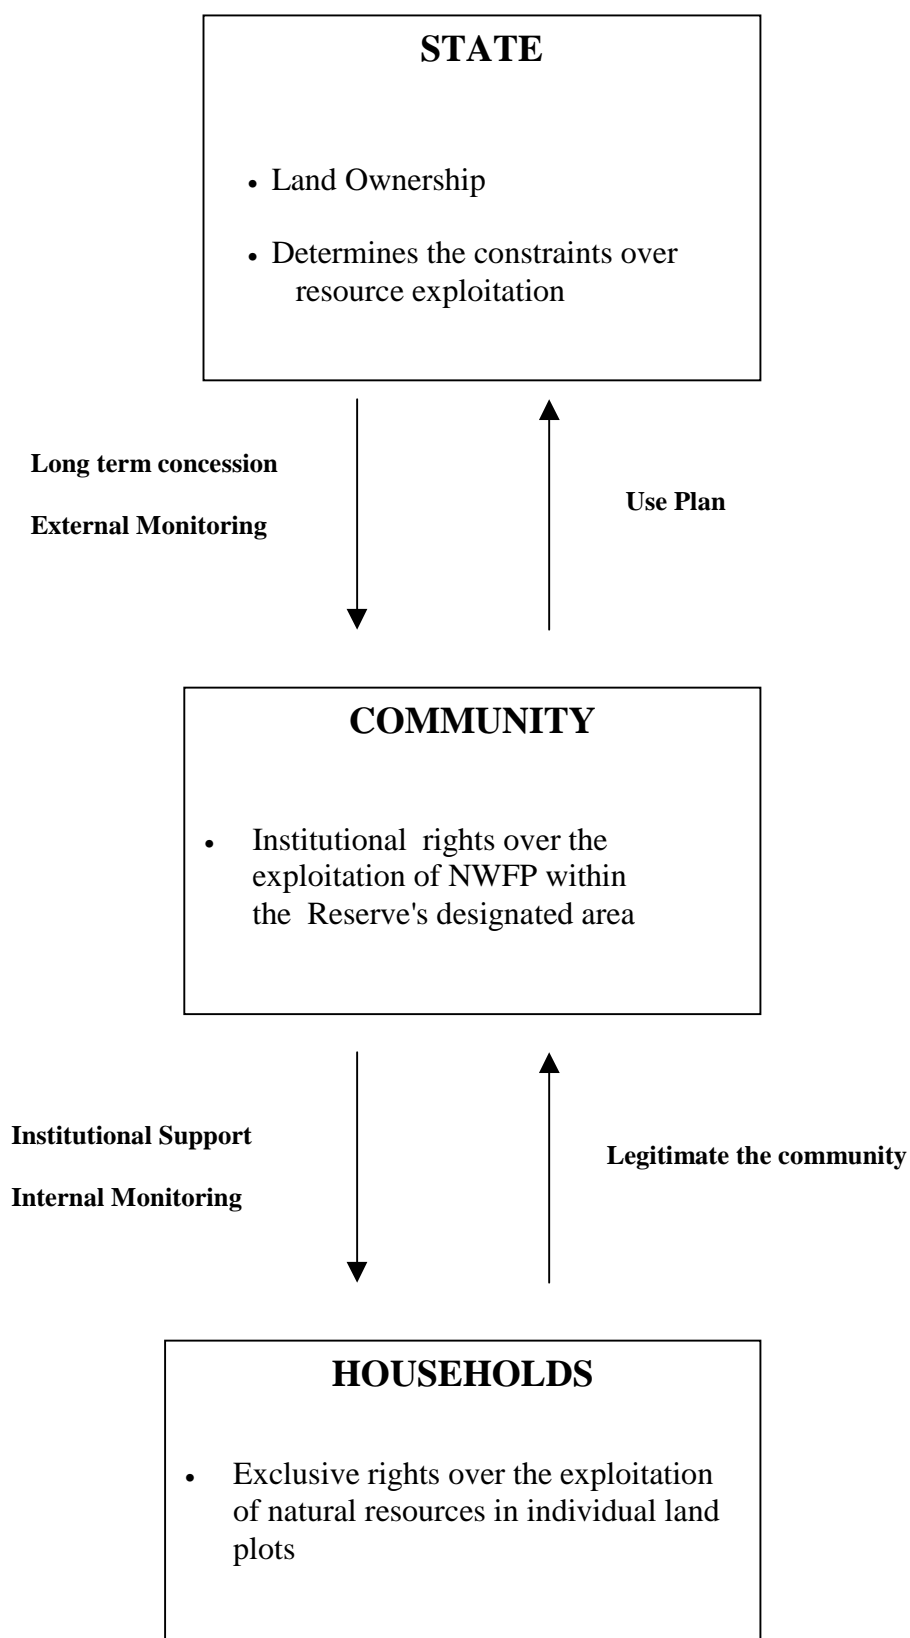 STATE
• Land Ownership
• Determines the constraints over
resource exploitation
Long term concession
External Monitoring
Use Plan
COMMUNITY
• Institutional rights over the
exploitation of NWFP within
the Reserve's designated area
Institutional Support
Internal Monitoring
Legitimate the community
HOUSEHOLDS
• Exclusive rights over the exploitation
of natural resources in individual land
plots